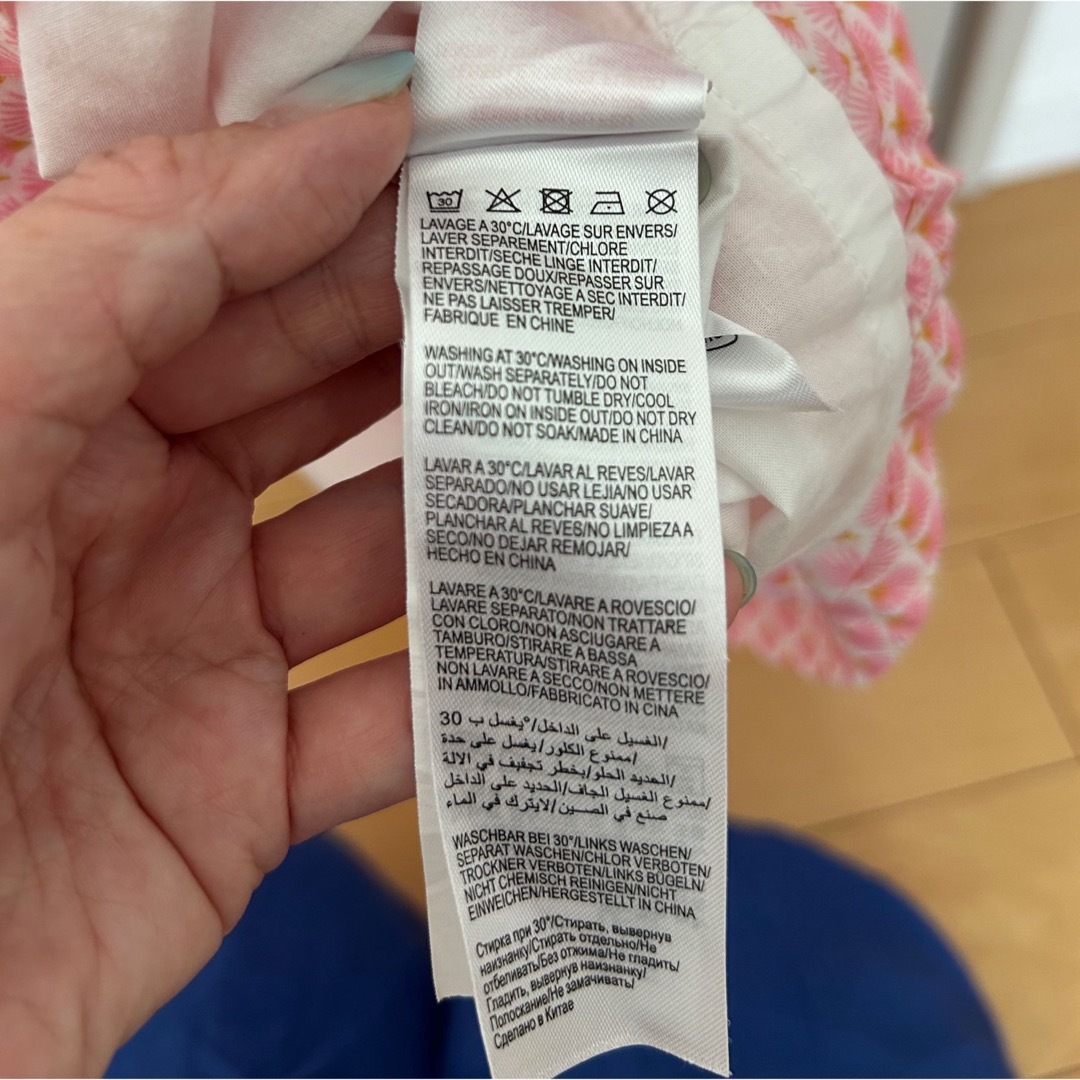 30
LAVAGE A 30°C/LAVAGE SUR ENVERS/
LAVER SEPAREMENT/CHLORE
INTERDIT/SECHE LINGE INTERDIT/
REPASSAGE DOUX/REPASSER SUR
ENVERS/NETTOYAGE A SEC INTERDIT/
NE PAS LAISSER TREMPER/
FABRIQUE EN CHINE
WASHING AT 30°C/WASHING ON INSIDE
OUT/WASH SEPARATELY/DO NOT
BLEACH/DO NOT TUMBLE DRY/COOL
IRON/IRON ON INSIDE OUT/DO NOT DRY
CLEAN/DO NOT SOAK/MADE IN CHINA
LAVAR A 30°C/LAVAR AL REVES/LAVAR
SEPARADO/NO USAR LEJIA/NO USAR
SECADORA/PLANCHAR SUAVE/
PLANCHAR AL REVES/NO LIMPIEZA A
SECO/NO DEJAR REMOJAR/
HECHO EN CHINA
LAVARE A 30°C/LAVARE A ROVESCIO/
LAVARE SEPARATO/NON TRATTARE
CON CLORO/NON ASCIUGARE A
TAMBURO/STIRARE A BASSA
TEMPERATURA/STIRARE A ROVESCIO/
NON LAVARE A SECCO/NON METTERE
IN AMMOLLO/FABBRICATO IN CINA
/الغسيل على الداخل/°يغسل ب 30
/ممنوع الكلور/يغسل على حدة
/الحديد الحلو/بخطر تجفيف في الالة
/ممنوع الغسيل الجاف/الحديد على الداخل
صنع في الصين/لايترك في الماء
WASCHBAR BEI 30°/LINKS WASCHEN/
SEPARAT WASCHEN/CHLOR VERBOTEN/
TROCKNER VERBOTEN/LINKS BÜGELN/
NICHT CHEMISCH REINIGEN/NICHT
EINWEICHEN/HERGESTELLT IN CHINA
Стирка при 30°/Стирать, вывернув
наизнанку/Стирать отдельно/Не
отбеливать/Без отжима/Не гладить/
Гладить, вывернув наизнанку/
Полоскание/Не замачивать/
Сделано в Китае